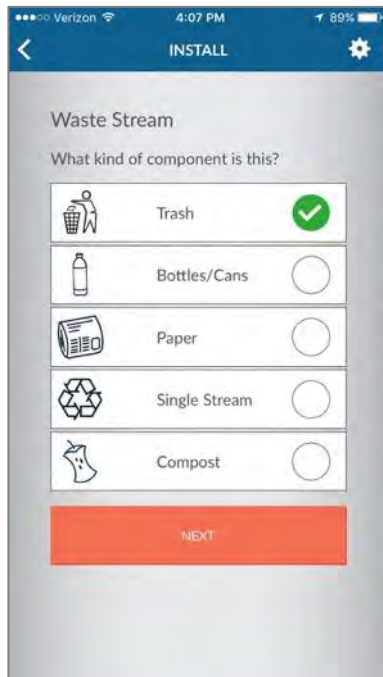 Verizon 4:07 PM 89%
INSTALL
Waste Stream
What kind of component is this?
Trash
Bottles/Cans
Paper
Single Stream
Compost
NEXT